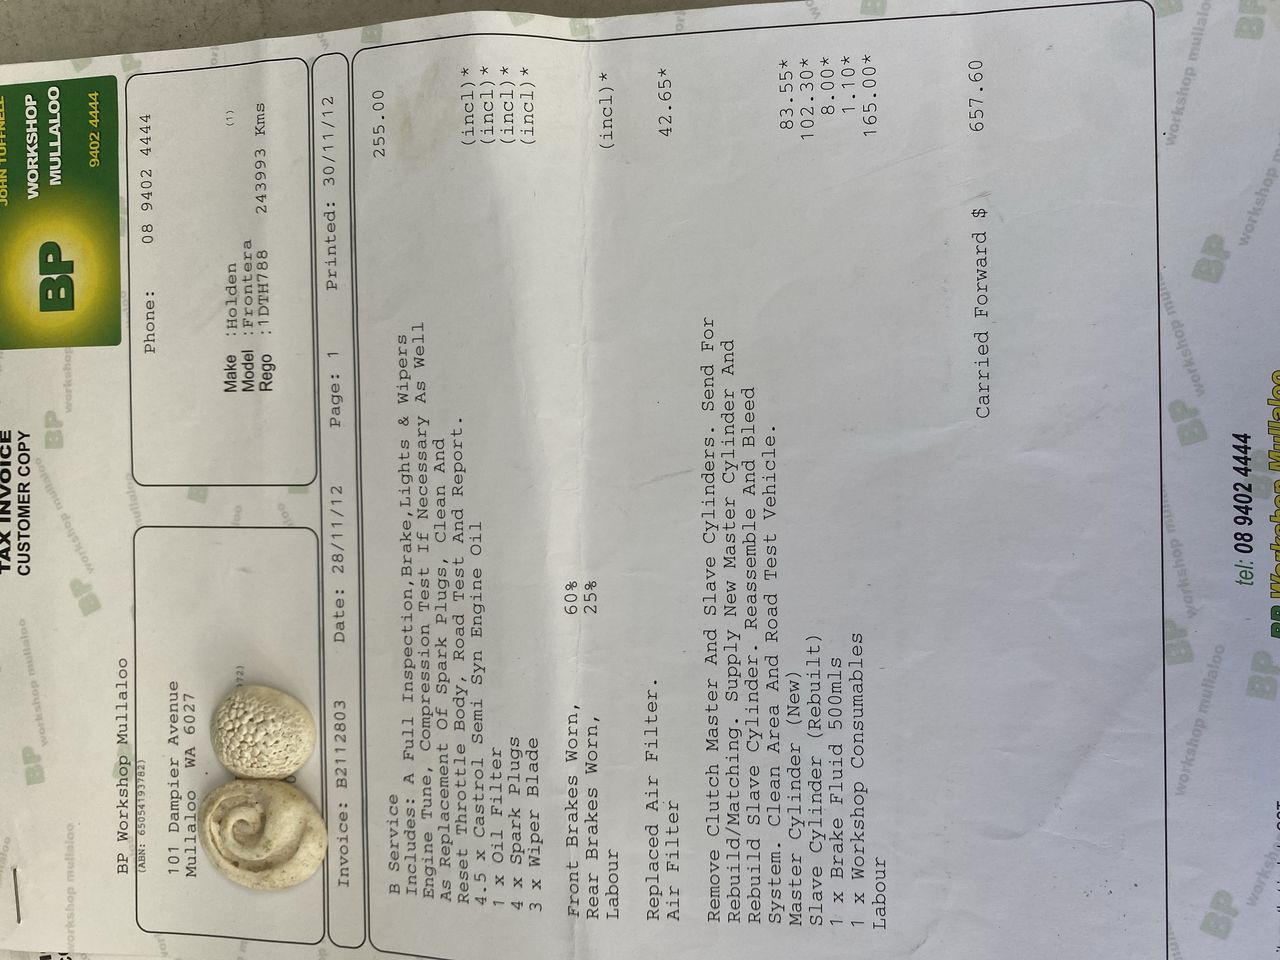 TAX INVOICE
CUSTOMER COPY
BP
WORKSHOP
MULLALOO
9402 4444
BP Workshop Mullaloo
(ABN: 65054193782)
101 Dampier Avenue
Mullaloo WA 6027
Phone: 08 9402 4444
(1)
Make :Holden
Model :Frontera
Rego :1DTH788 243993 Kms
Invoice: B2112803 Date: 28/11/12 Page: 1 Printed: 30/11/12
B Service 255.00
Includes: A Full Inspection,Brake,Lights & Wipers
Engine Tune, Compression Test If Necessary As Well
As Replacement Of Spark Plugs, Clean And
Reset Throttle Body, Road Test And Report.
4.5 x Castrol Semi Syn Engine Oil (incl)*
1 x Oil Filter (incl)*
4 x Spark Plugs (incl)*
3 x Wiper Blade (incl)*
Front Brakes Worn, 60%
Rear Brakes Worn, 25%
Labour (incl)*
Replaced Air Filter.
Air Filter 42.65*
Remove Clutch Master And Slave Cylinders. Send For
Rebuild/Matching. Supply New Master Cylinder And
Rebuild Slave Cylinder. Reassemble And Bleed
System. Clean Area And Road Test Vehicle.
Master Cylinder (New) 83.55*
Slave Cylinder (Rebuilt) 102.30*
1 x Brake Fluid 500mls 8.00*
1 x Workshop Consumables 1.10*
Labour 165.00*
Carried Forward $ 657.60
tel: 08 9402 4444
BP Workshop Mullaloo